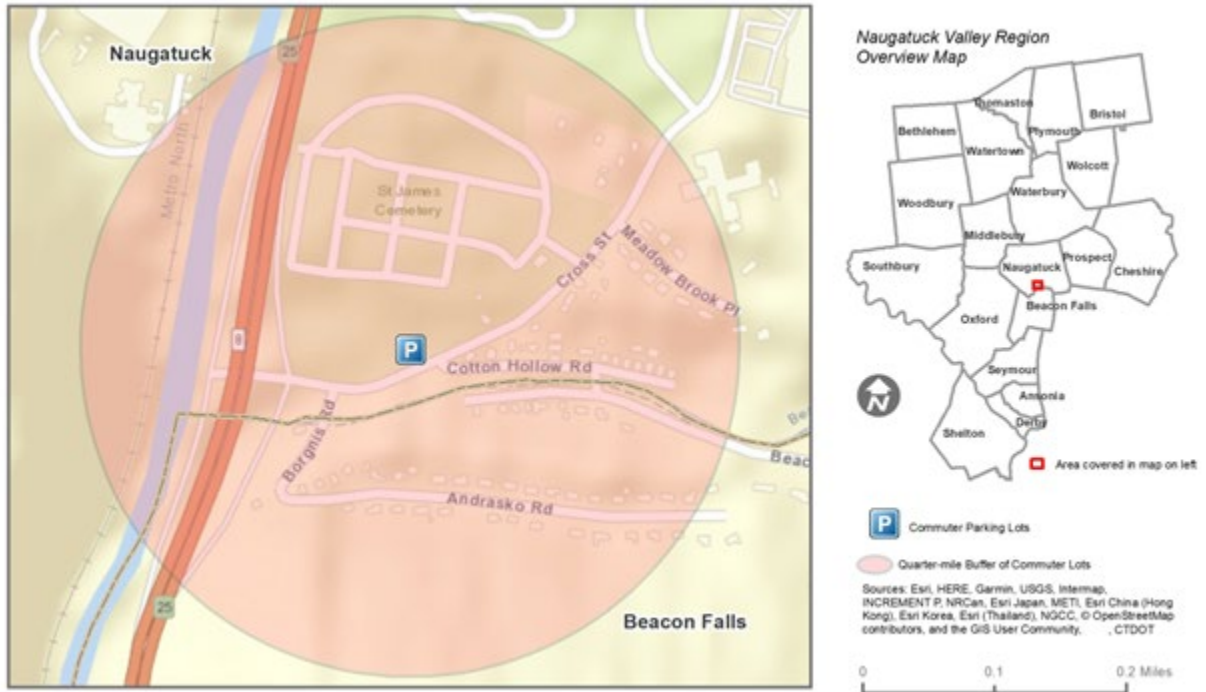 Naugatuck
25
Metro North
St James
Cemetery
Cross St
Meadow Brook Pl
8
P
Cotton Hollow Rd
Borgnis Rd
Beac
Andrasko Rd
25
Beacon Falls
Naugatuck Valley Region
Overview Map
Thomaston
Bristol
Bethlehem
Plymouth
Watertown
Wolcott
Waterbury
Woodbury
Middlebury
Southbury
Naugatuck
Prospect
Cheshire
Beacon Falls
Oxford
Seymour
Ansonia
Derby
Shelton
N
Area covered in map on left
P
Commuter Parking Lots
Quarter-mile Buffer of Commuter Lots
Sources: Esri, HERE, Garmin, USGS, Intermap,
INCREMENT P, NRCan, Esri Japan, METI, Esri China (Hong
Kong), Esri Korea, Esri (Thailand), NGCC, © OpenStreetMap
contributors, and the GIS User Community, , CTDOT
0 0.1 0.2 Miles